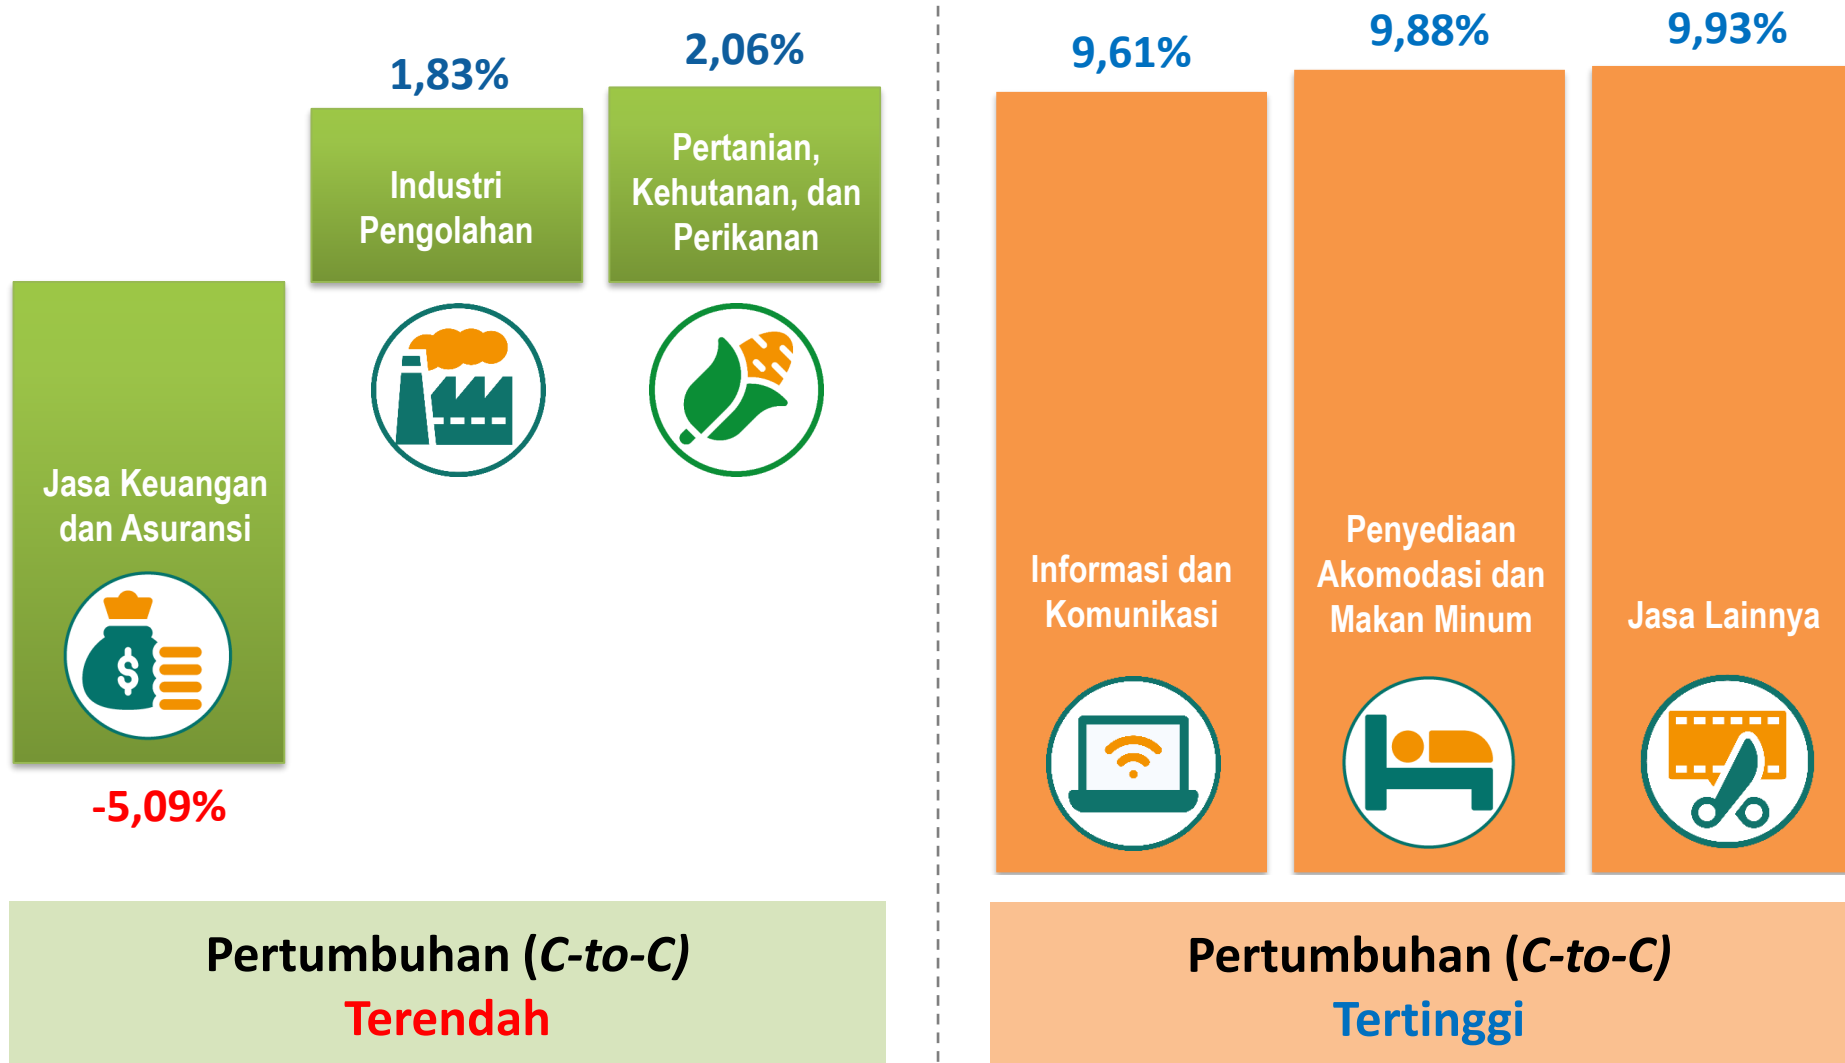 1,83%
2,06%
Industri
Pengolahan
Pertanian,
Kehutanan, dan
Perikanan
Jasa Keuangan
dan Asuransi
$
-5,09%
Pertumbuhan (C-to-C)
Terendah
9,61%
9,88%
9,93%
Informasi dan
Komunikasi
Penyediaan
Akomodasi dan
Makan Minum
Jasa Lainnya
Pertumbuhan (C-to-C)
Tertinggi